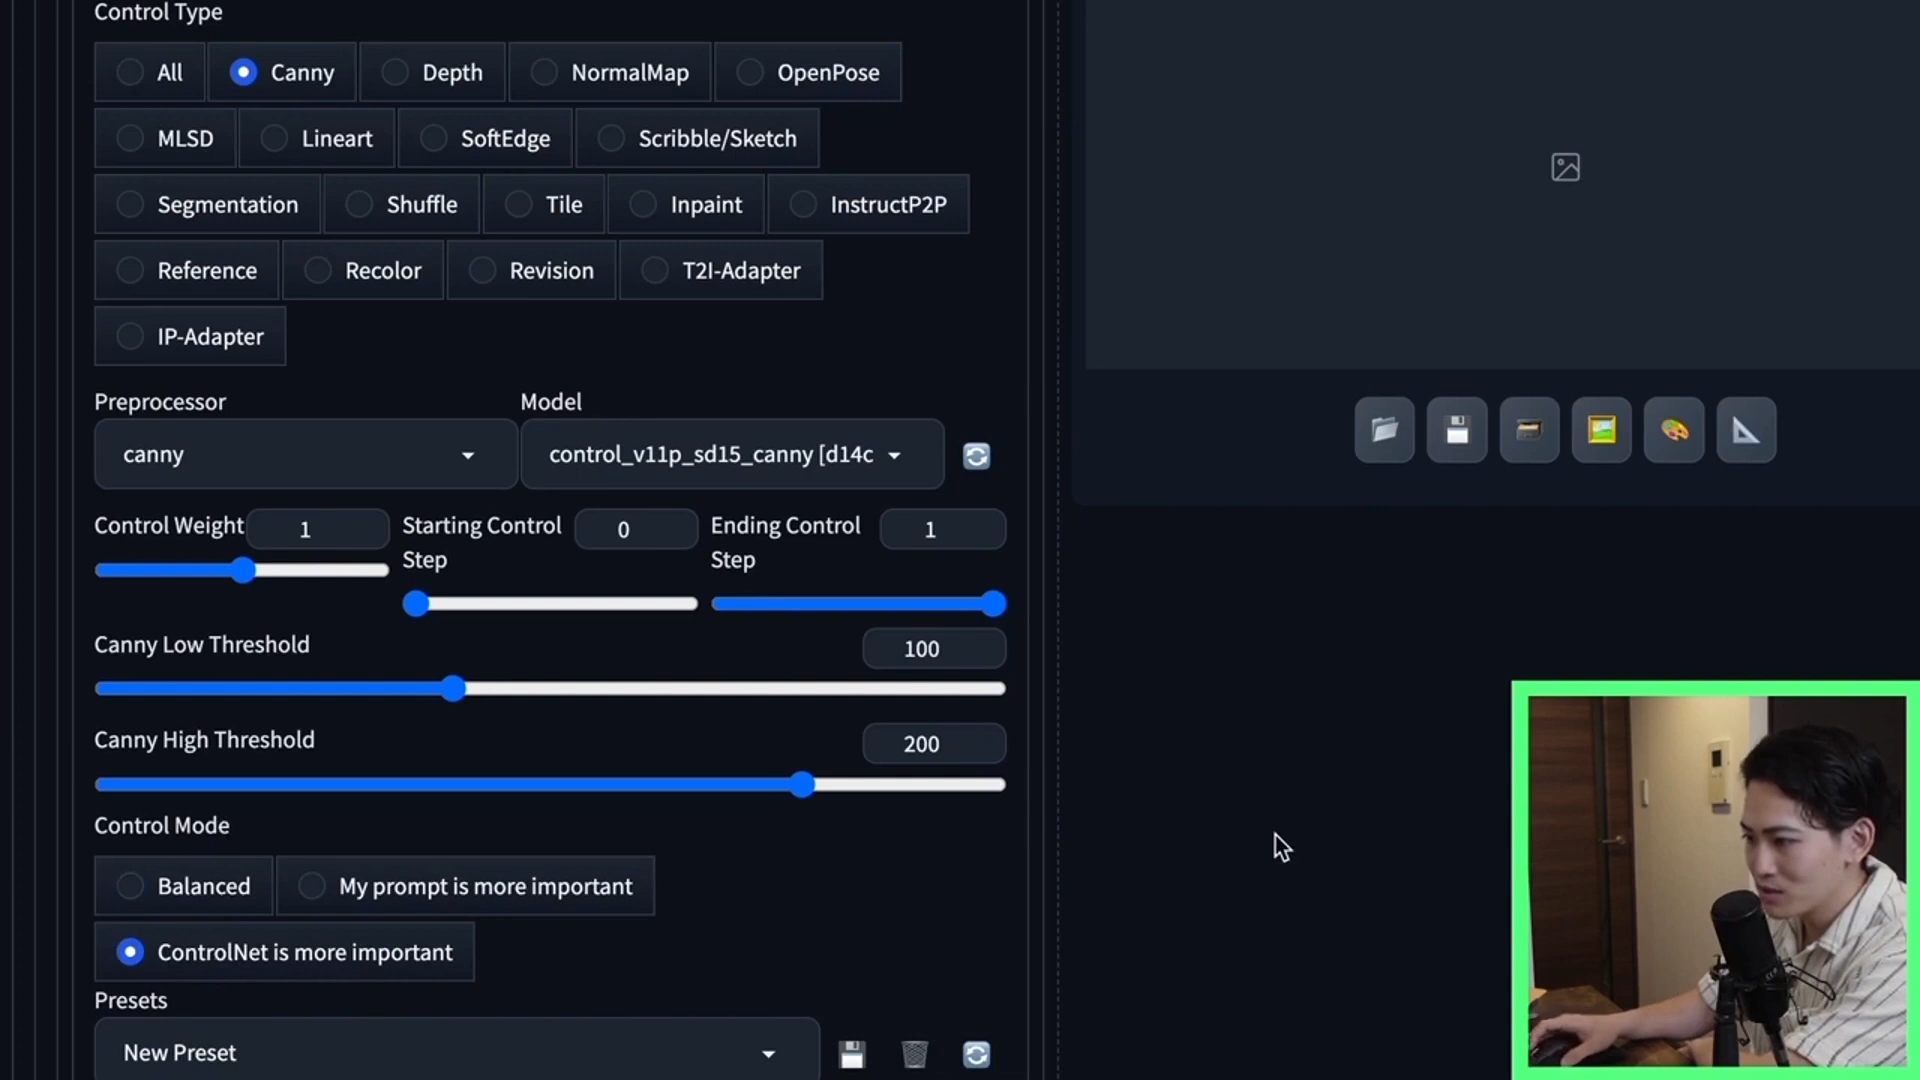 Control Type
All
Canny
Depth
NormalMap
OpenPose
MLSD
Lineart
SoftEdge
Scribble/Sketch
Segmentation
Shuffle
Tile
Inpaint
InstructP2P
Reference
Recolor
Revision
T2I-Adapter
IP-Adapter
Preprocessor
Model
canny
control_v11p_sd15_canny [d14c
Control Weight
1
Starting Control
Step
0
Ending Control
Step
1
Canny Low Threshold
100
Canny High Threshold
200
Control Mode
Balanced
My prompt is more important
ControlNet is more important
Presets
New Preset